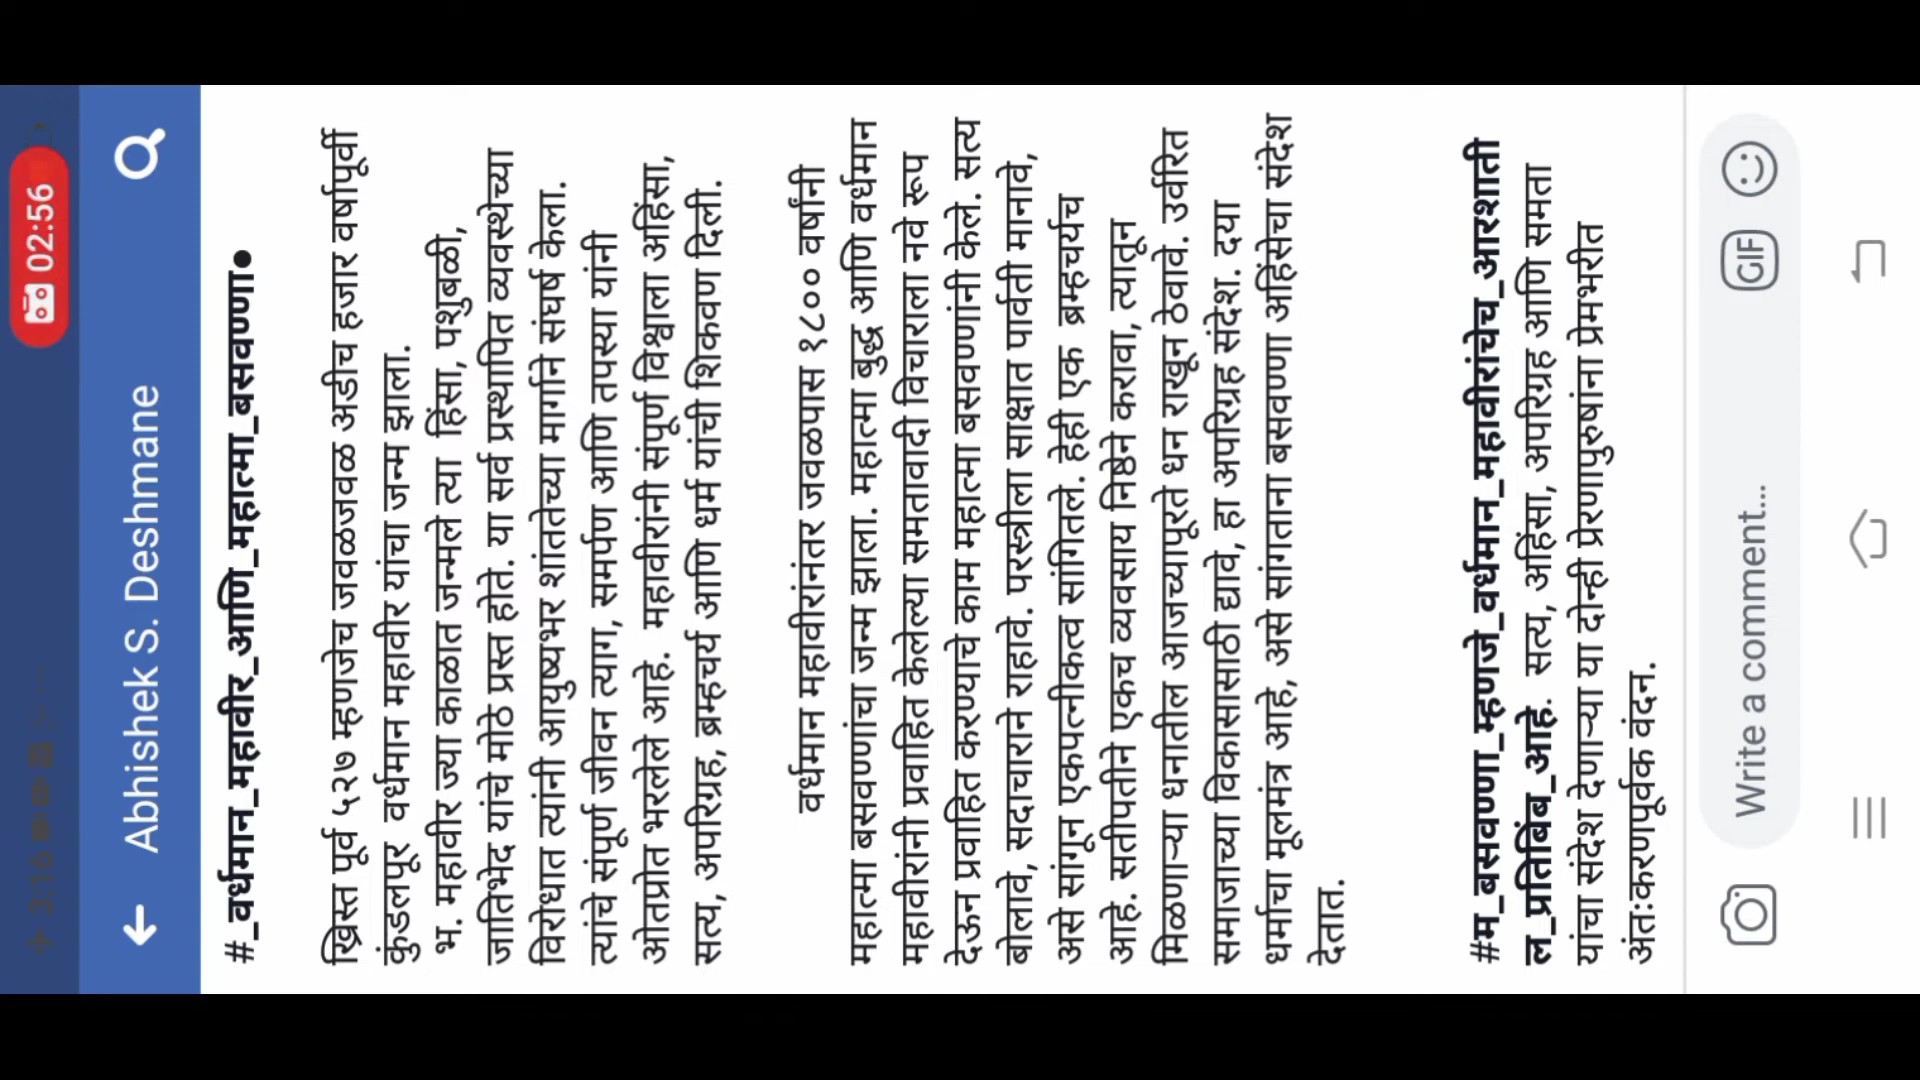 02:56
Abhishek S. Deshmane
#_वर्धमान_महावीर_आणि_महात्मा_बसवण्णा●
ख्रिस्त पूर्व ५२७ म्हणजेच जवळजवळ अडीच हजार वर्षापूर्वी
कुंडलपूर वर्धमान महावीर यांचा जन्म झाला.
भ. महावीर ज्या काळात जन्मले त्या हिंसा, पशुबळी,
जातिभेद यांचे मोठे प्रस्त होते. या सर्व प्रस्थापित व्यवस्थेच्या
विरोधात त्यांनी आयुष्यभर शांततेच्या मार्गाने संघर्ष केला.
त्यांचे संपूर्ण जीवन त्याग, समर्पण आणि तपस्या यांनी
ओतप्रोत भरलेले आहे. महावीरांनी संपूर्ण विश्वाला अहिंसा,
सत्य, अपरिग्रह, ब्रम्हचर्य आणि धर्म यांची शिकवण दिली.
वर्धमान महावीरांनंतर जवळपास १८०० वर्षांनी
महात्मा बसवण्णांचा जन्म झाला. महात्मा बुद्ध आणि वर्धमान
महावीरांनी प्रवाहित केलेल्या समतावादी विचाराला नवे रूप
देऊन प्रवाहित करण्याचे काम महात्मा बसवण्णांनी केले. सत्य
बोलावे, सदाचाराने राहावे. परस्त्रीला साक्षात पार्वती मानावे,
असे सांगून एकपत्नीकत्व सांगितले. हेही एक ब्रम्हचर्यच
आहे. सतीपतीने एकच व्यवसाय निष्ठेने करावा, त्यातून
मिळणाऱ्या धनातील आजच्यापूरते धन राखून ठेवावे. उर्वरित
समाजाच्या विकासासाठी द्यावे, हा अपरिग्रह संदेश. दया
धर्माचा मूलमंत्र आहे, असे सांगताना बसवण्णा अहिंसेचा संदेश
देतात.
#म_बसवण्णा_म्हणजे_वर्धमान_महावीरांचेच_आरशाती
ल_प्रतिबिंब_आहे. सत्य, अहिंसा, अपरिग्रह आणि समता
यांचा संदेश देणाऱ्या या दोन्ही प्रेरणापुरुषांना प्रेमभरीत
अंतःकरणपूर्वक वंदन.
Write a comment...
GIF